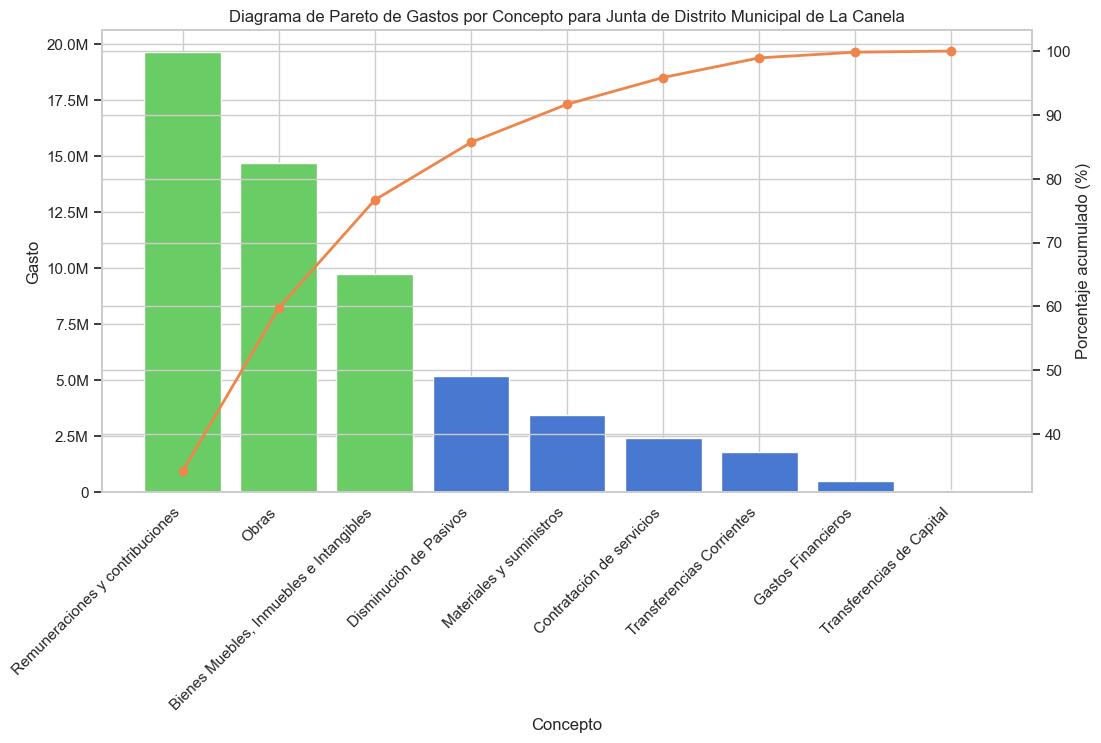 Diagrama de Pareto de Gastos por Concepto para Junta de Distrito Municipal de La Canela
Gasto
20.0M
17.5M
15.0M
12.5M
10.0M
7.5M
5.0M
2.5M
0
Porcentaje acumulado (%)
100
90
80
70
60
50
40
Remuneraciones y contribuciones
Obras
Bienes Muebles, Inmuebles e Intangibles
Disminución de Pasivos
Materiales y suministros
Contratación de servicios
Transferencias Corrientes
Gastos Financieros
Transferencias de Capital
Concepto